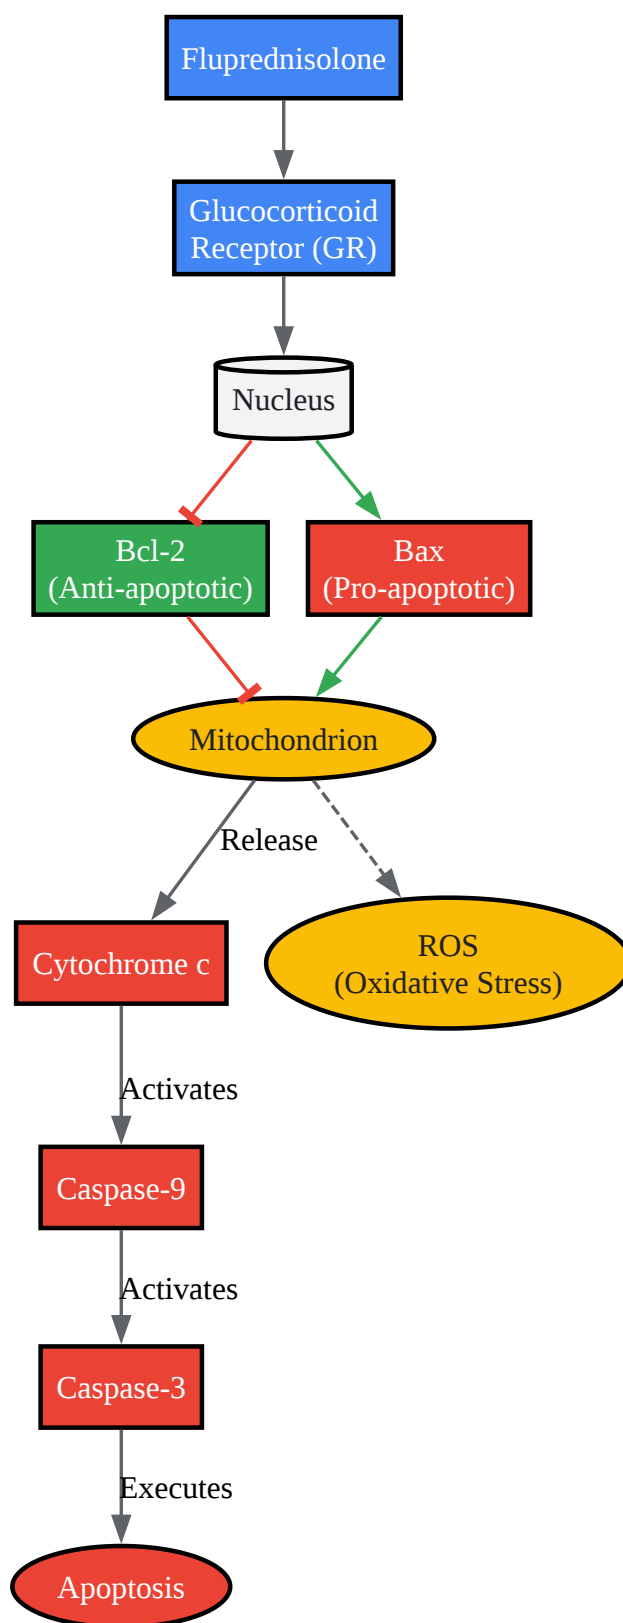 Fluprednisolone
Glucocorticoid
Receptor (GR)
Nucleus
Bcl-2
(Anti-apoptotic)
Bax
(Pro-apoptotic)
Mitochondrion
Release
Cytochrome c
ROS
(Oxidative Stress)
Activates
Caspase-9
Activates
Caspase-3
Executes
Apoptosis